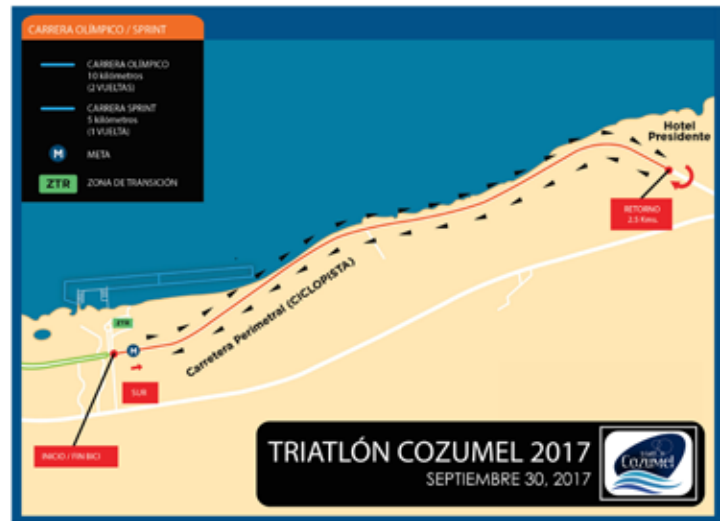 CARRERA OLÍMPICO / SPRINT
CARRERA OLÍMPICO
10 kilómetros
(2 VUELTAS)
CARRERA SPRINT
5 kilómetros
(1 VUELTA)
M
META
ZTR
ZONA DE TRANSICIÓN
Hotel
Presidente
RETORNO
2.5 Kms.
Carretera Perimetral (CICLOPISTA)
ZTR
M
SUR
INICIO / FIN BICI
TRIATLÓN COZUMEL 2017
SEPTIEMBRE 30, 2017
COZUMEL